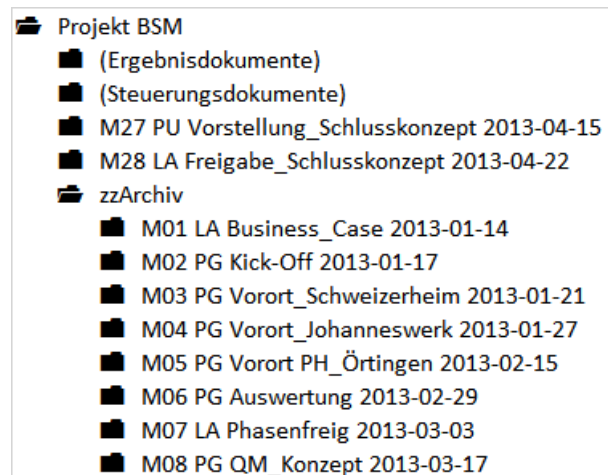 Projekt BSM
(Ergebnisdokumente)
(Steuerungsdokumente)
M27 PU Vorstellung_Schlusskonzept 2013-04-15
M28 LA Freigabe_Schlusskonzept 2013-04-22
zzArchiv
M01 LA Business_Case 2013-01-14
M02 PG Kick-Off 2013-01-17
M03 PG Vorort_Schweizerheim 2013-01-21
M04 PG Vorort_Johanneswerk 2013-01-27
M05 PG Vorort PH_Örtingen 2013-02-15
M06 PG Auswertung 2013-02-29
M07 LA Phasenfreig 2013-03-03
M08 PG QM_Konzept 2013-03-17